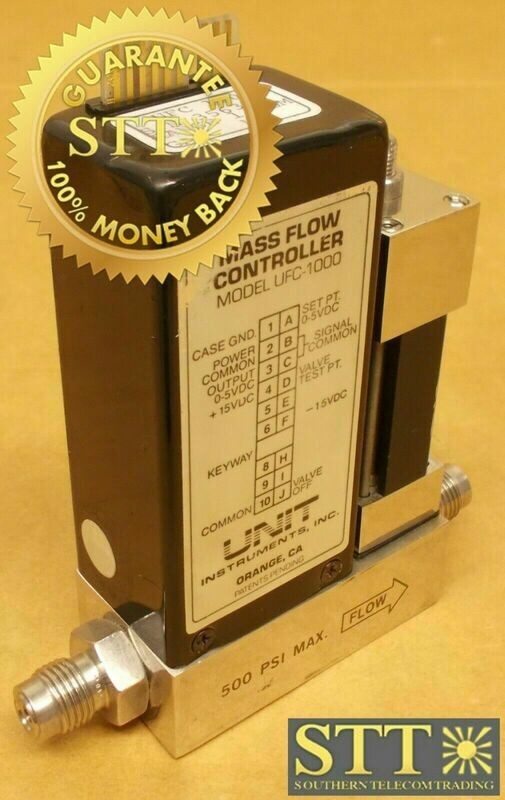 GUARANTEE
STT
100% MONEY BACK
MASS FLOW
CONTROLLER
MODEL UFC-1000
SET PT.
0-5VDC
CASE GND
1 A
POWER
COMMON
2 B
SIGNAL
COMMON
OUTPUT
0-5VDC
3 C
VALVE
TEST PT.
+15VDC
4 D
5 E
-15VDC
6 F
KEYWAY
8 H
9 I
COMMON
10 J
VALVE
OFF
UNIT
INSTRUMENTS, INC.
ORANGE, CA
PATENTS PENDING
500 PSI MAX.
FLOW
STT
SOUTHERN TELECOM TRADING